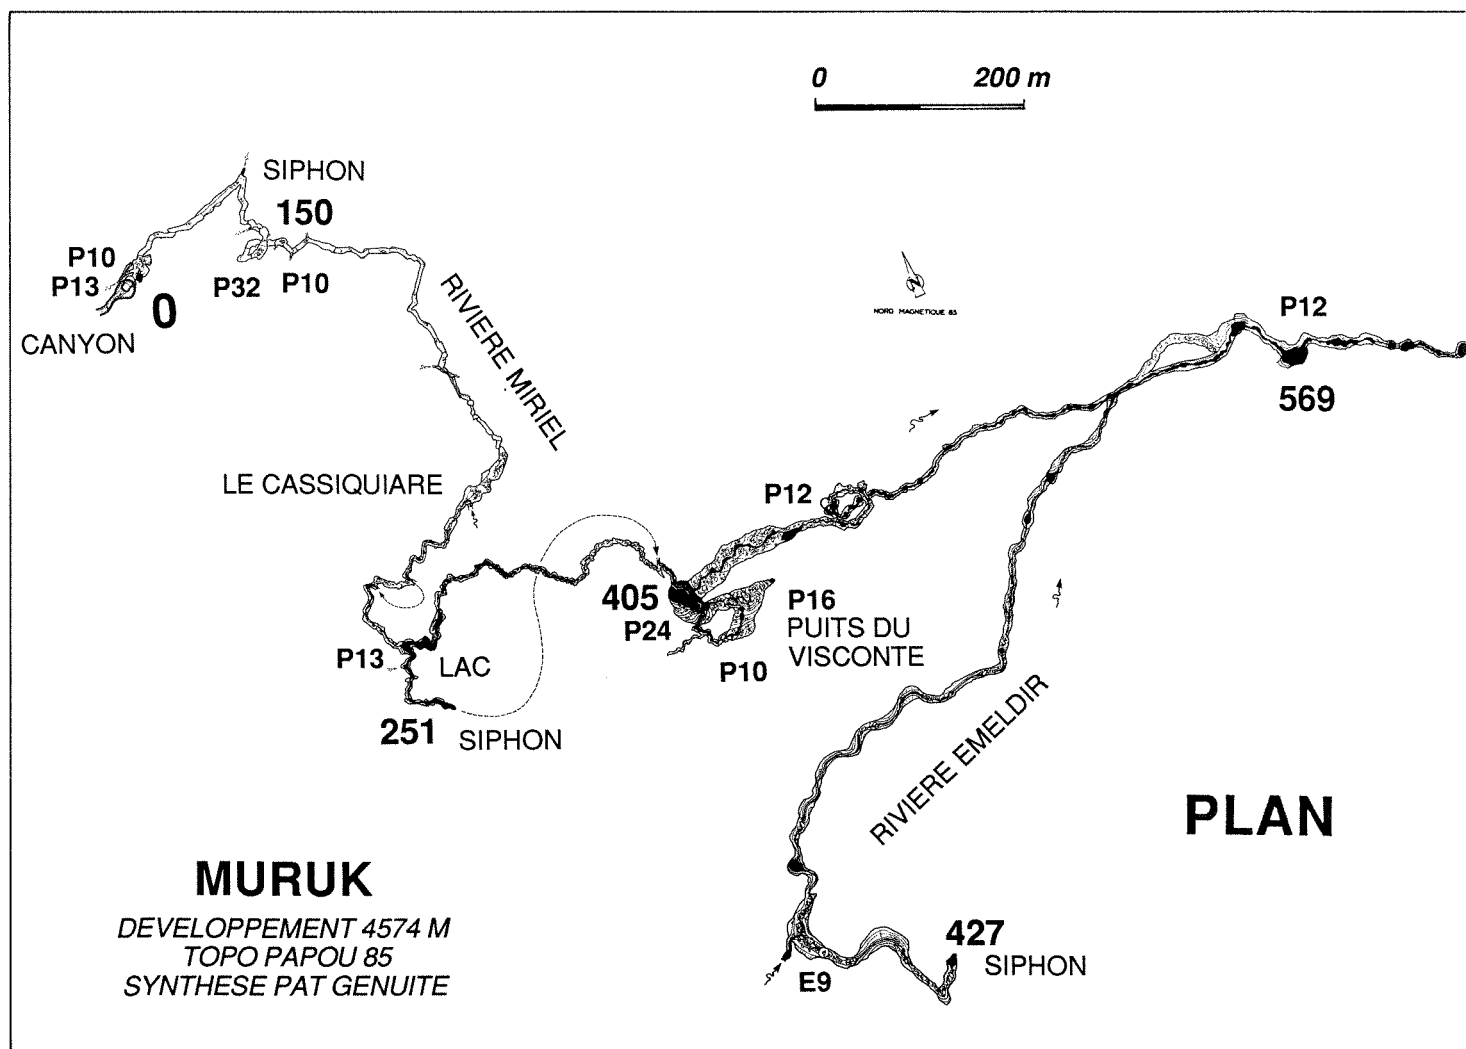 0 200 m
SIPHON
150
P10
P13
0
P32
P10
CANYON
RIVIERE MIRIEL
N
NORD MAGNETIQUE 83
P12
569
LE CASSIQUIARE
P12
405
P24
P16
PUITS DU
VISCONTE
P10
P13
LAC
251
SIPHON
RIVIERE EMELDIR
PLAN
MURUK
DEVELOPPEMENT 4574 M
TOPO PAPOU 85
SYNTHESE PAT GENUITE
427
SIPHON
E9